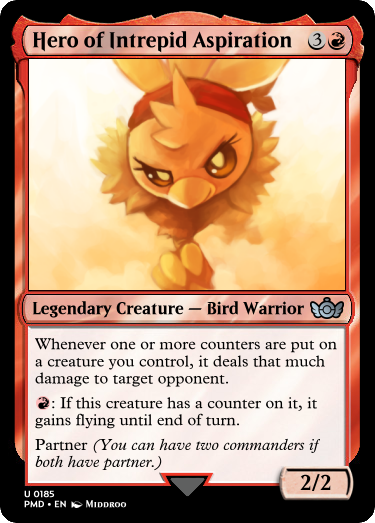 Hero of Intrepid Aspiration 3
Legendary Creature — Bird Warrior
Whenever one or more counters are put on
a creature you control, it deals that much
damage to target opponent.
: If this creature has a counter on it, it
gains flying until end of turn.
Partner (You can have two commanders if
both have partner.)
2/2
U 0185
PMD • EN Middroo